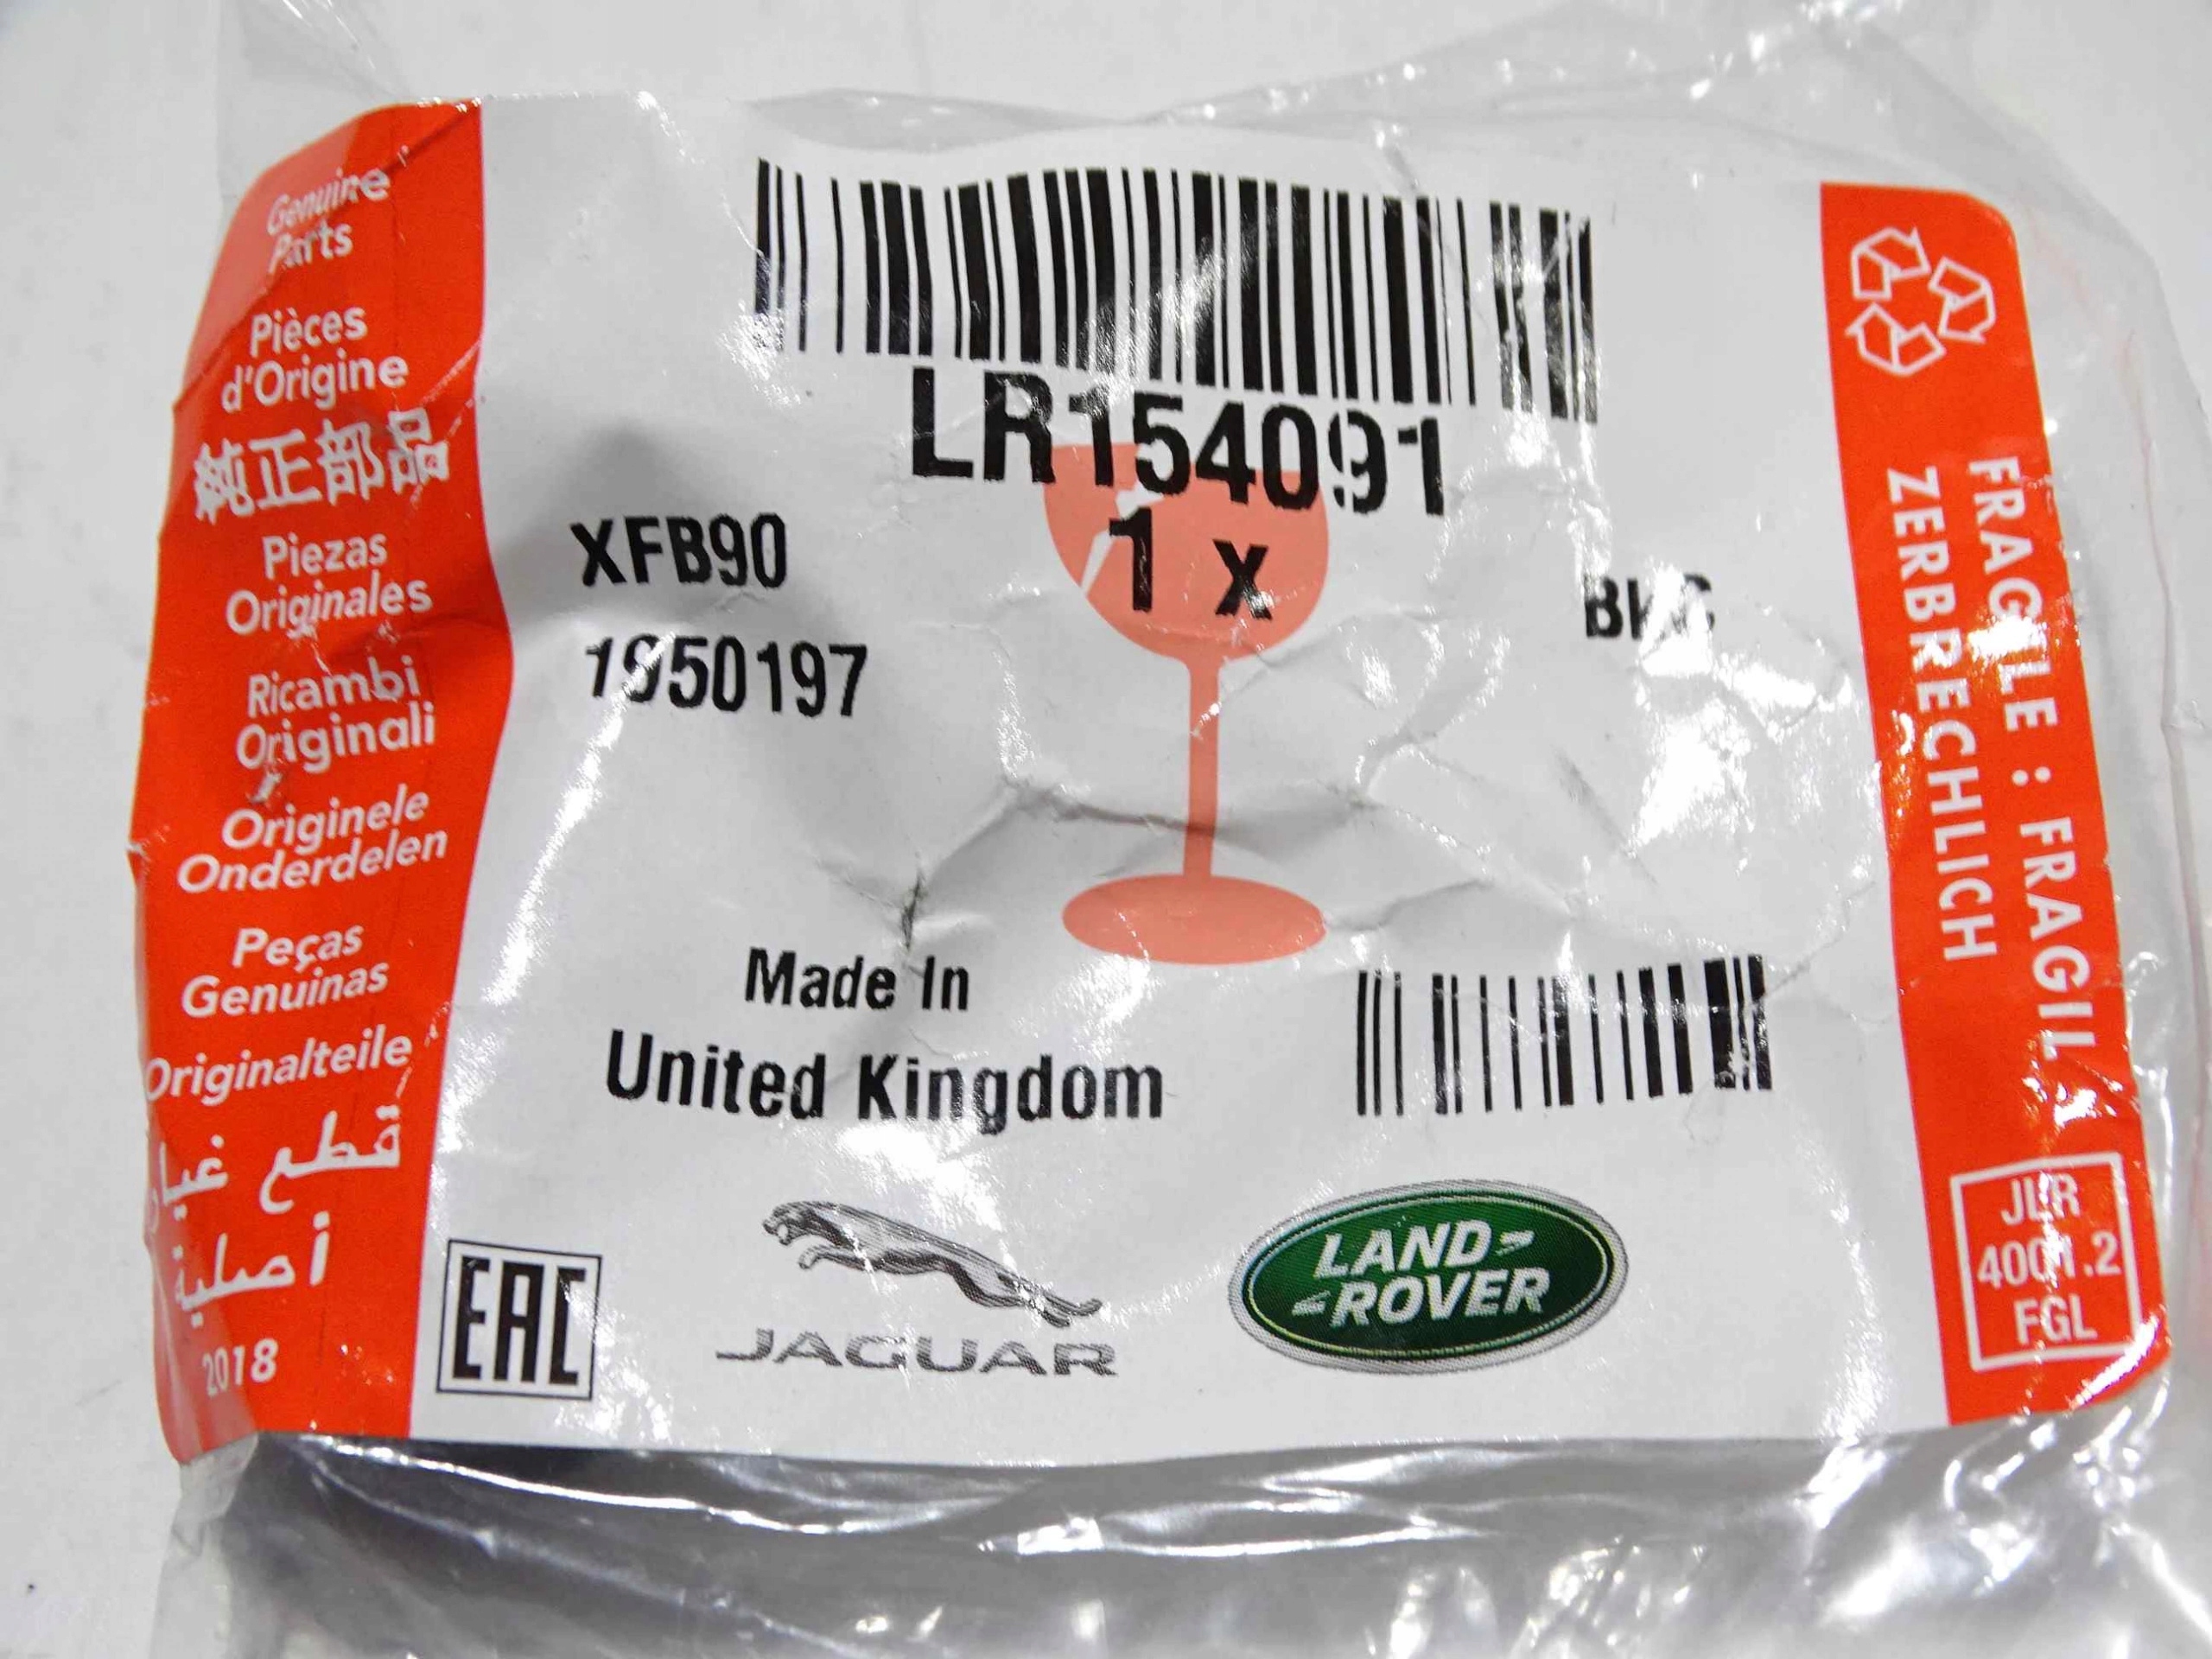 Genuine
Parts
Pièces
d'Origine
純正部品
Piezas
Originales
Ricambi
Originali
Originele
Onderdelen
Peças
Genuinas
Originalteile
قطع غيار
أصلية
2018
LR154091
1 x
XFB90
1950197
Made In
United Kingdom
EAC
JAGUAR
LAND-
-ROVER
FRAGILE : FRAGIL
ZERBRECHLICH
JLR
4001.2
FGL